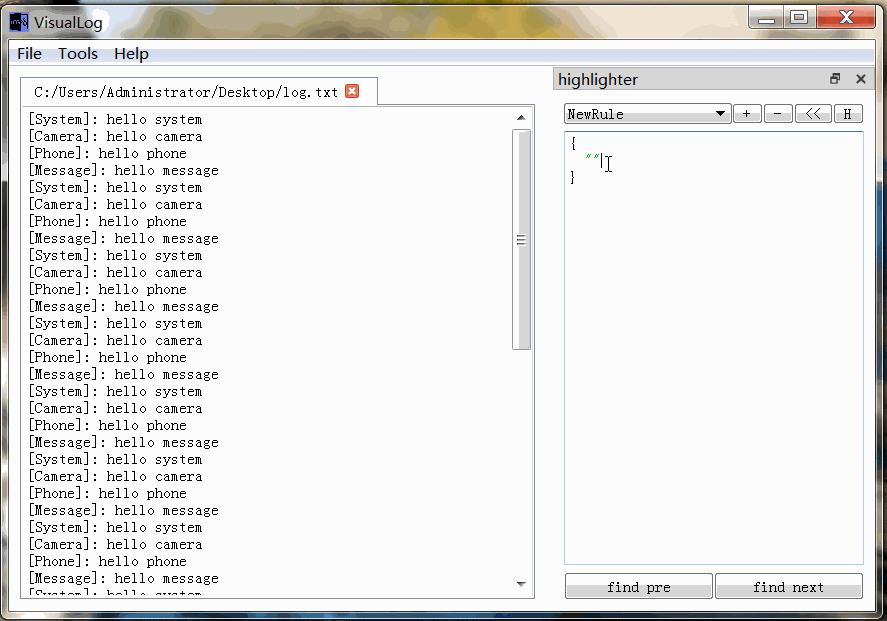 VisualLog
File Tools Help
C:/Users/Administrator/Desktop/log.txt
[System]: hello system
[Camera]: hello camera
[Phone]: hello phone
[Message]: hello message
[System]: hello system
[Camera]: hello camera
[Phone]: hello phone
[Message]: hello message
[System]: hello system
[Camera]: hello camera
[Phone]: hello phone
[Message]: hello message
[System]: hello system
[Camera]: hello camera
[Phone]: hello phone
[Message]: hello message
[System]: hello system
[Camera]: hello camera
[Phone]: hello phone
[Message]: hello message
[System]: hello system
[Camera]: hello camera
[Phone]: hello phone
[Message]: hello message
[System]: hello system
[Camera]: hello camera
[Phone]: hello phone
[Message]: hello message
[System]: hello system
highlighter
NewRule + - << H
{
""
}
find pre find next